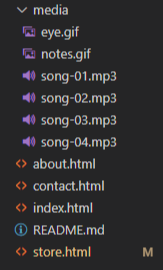 media
eye.gif
notes.gif
song-01.mp3
song-02.mp3
song-03.mp3
song-04.mp3
about.html
contact.html
index.html
README.md
store.html M